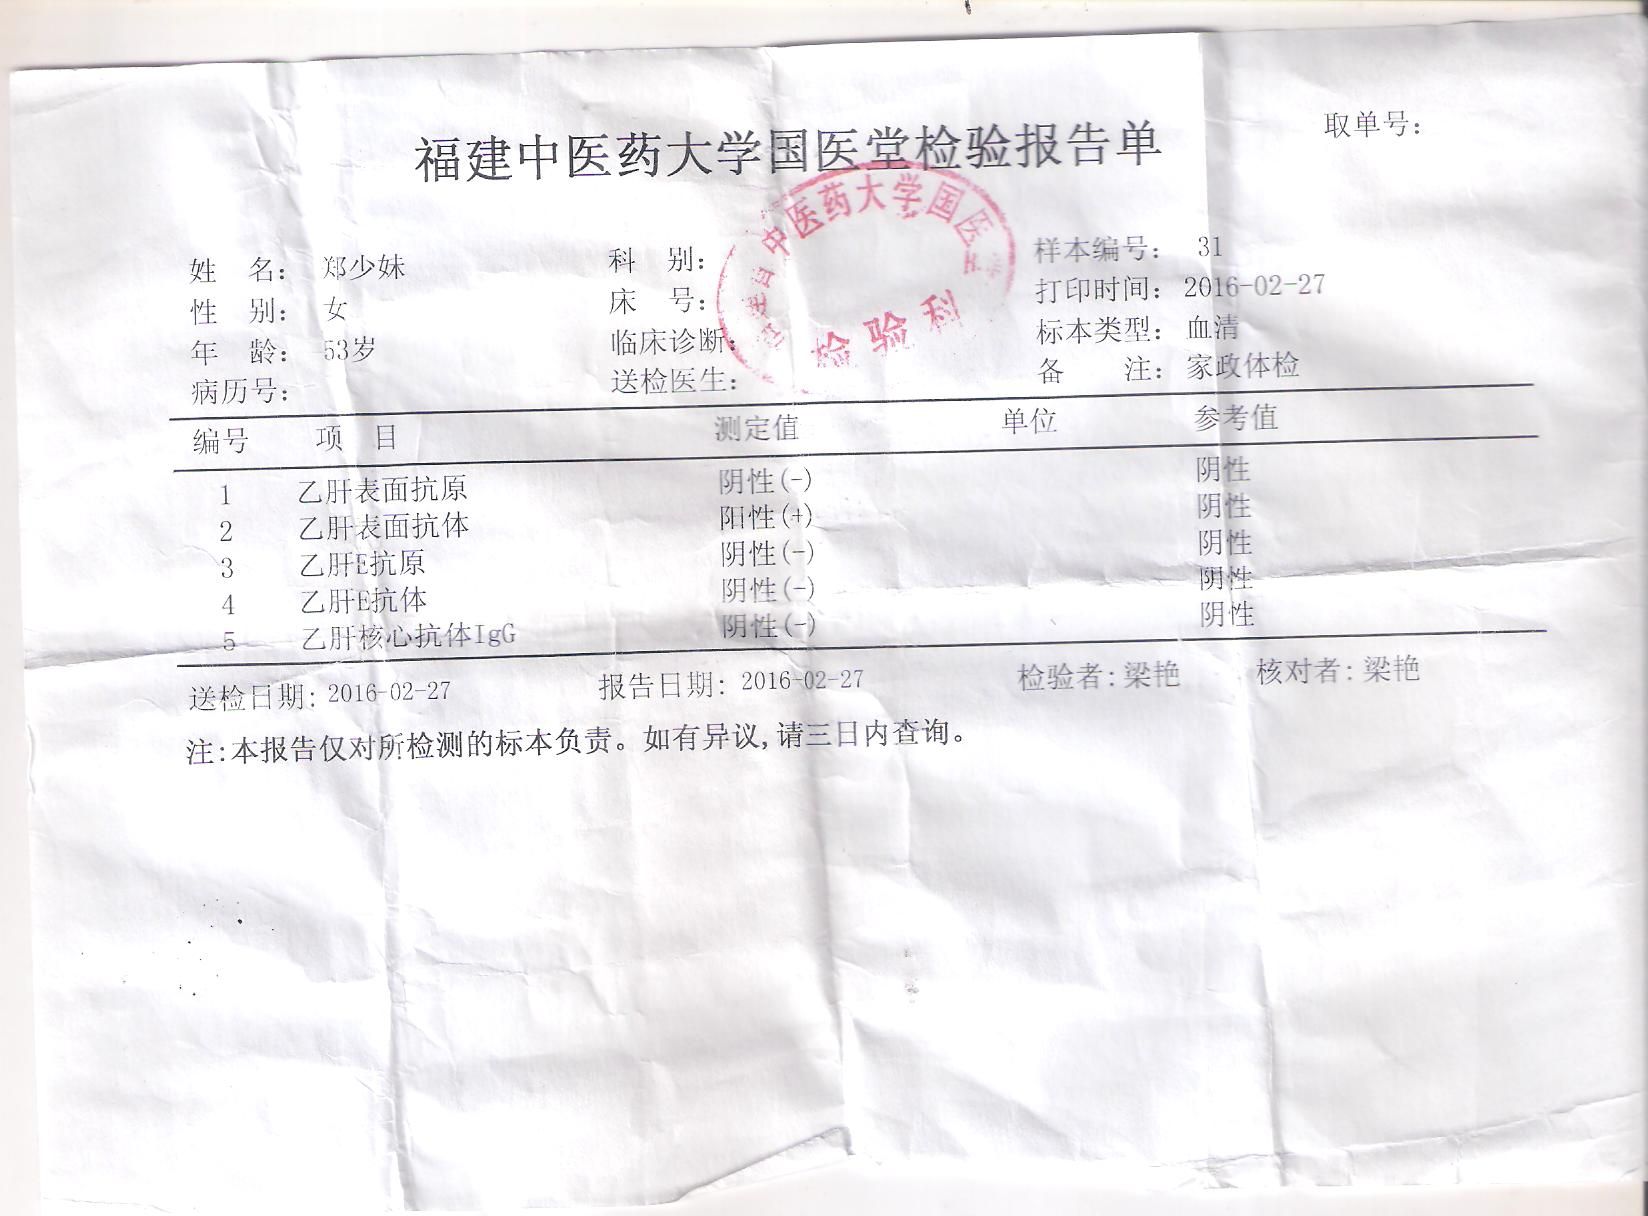 取单号：
福建中医药大学国医堂检验报告单
中医药大学国医
检验科
姓 名： 郑少妹 科 别： 样本编号： 31
性 别： 女 床 号： 打印时间： 2016-02-27
年 龄： 53岁 临床诊断： 标本类型： 血清
病历号： 送检医生： 备 注： 家政体检
编号 项 目 测定值 单位 参考值
1 乙肝表面抗原 阴性(-) 阴性
2 乙肝表面抗体 阳性(+) 阴性
3 乙肝E抗原 阴性(-) 阴性
4 乙肝E抗体 阴性(-) 阴性
5 乙肝核心抗体IgG 阴性(-) 阴性
送检日期: 2016-02-27 报告日期: 2016-02-27 检验者: 梁艳 核对者: 梁艳
注:本报告仅对所检测的标本负责。如有异议,请三日内查询。